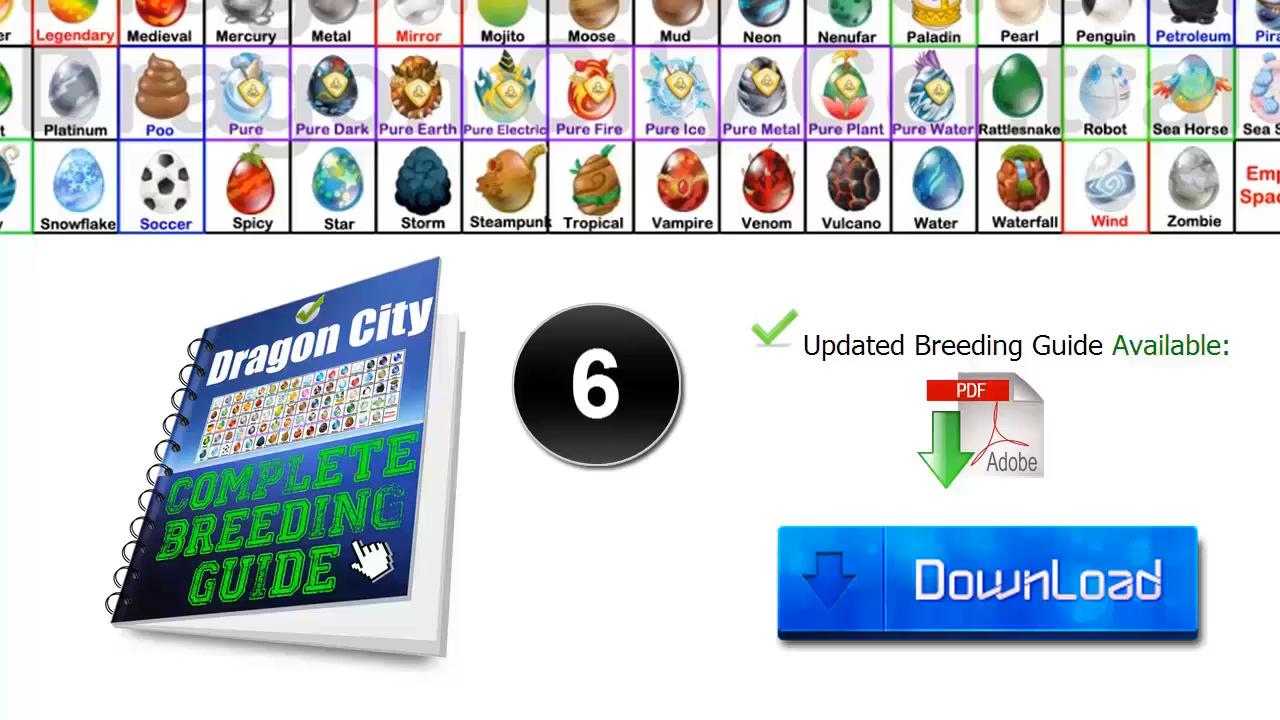 Legendary Medieval Mercury Metal Mirror Mojito Moose Mud Neon Nenufar Paladin Pearl Penguin Petroleum
Platinum Poo Pure Pure Dark Pure Earth Pure Electric Pure Fire Pure Ice Pure Metal Pure Plant Pure Water Rattlesnake Robot Sea Horse Sea
Snowflake Soccer Spicy Star Storm Steampunk Tropical Vampire Venom Vulcano Water Waterfall Wind Zombie
Dragon City
COMPLETE
BREEDING
GUIDE
6
Updated Breeding Guide Available:
PDF
Adobe
DownLoad